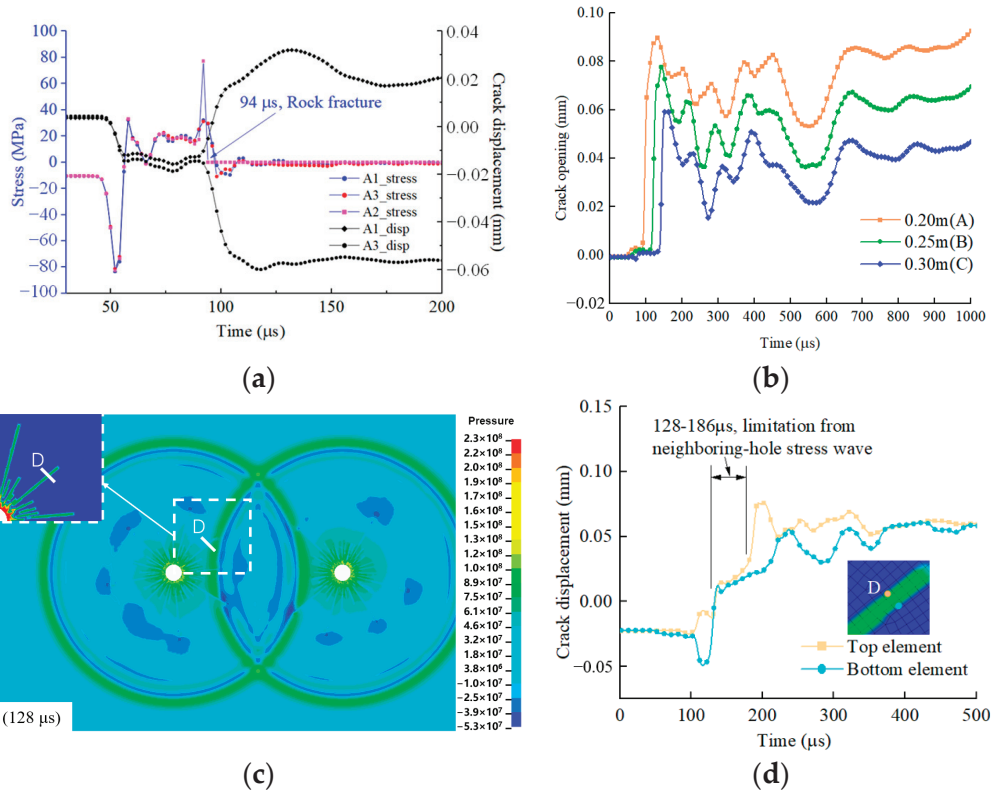 100
80
60
40
20
0
−20
−40
−60
−80
−100
Stress (MPa)
0.04
0.02
0.00
−0.02
−0.04
−0.06
Crack displacement (mm)
94 μs, Rock fracture
A1_stress
A3_stress
A2_stress
A1_disp
A3_disp
50
100
150
200
Time (μs)
(a)
0.10
0.08
0.06
0.04
0.02
0.00
−0.02
Crack opening (mm)
0.20m(A)
0.25m(B)
0.30m(C)
0
100
200
300
400
500
600
700
800
900
1000
Time (μs)
(b)
D
D
(128 μs)
Pressure
2.3×10⁸
2.2×10⁸
2.0×10⁸
1.9×10⁸
1.7×10⁸
1.6×10⁸
1.5×10⁸
1.3×10⁸
1.2×10⁸
1.0×10⁸
8.9×10⁷
7.5×10⁷
6.1×10⁷
4.6×10⁷
3.2×10⁷
1.8×10⁷
3.8×10⁶
-1.0×10⁷
-2.5×10⁷
-3.9×10⁷
-5.3×10⁷
(c)
0.15
0.10
0.05
0.00
−0.05
Crack displacement (mm)
128-186μs, limitation from
neighboring-hole stress wave
D
Top element
Bottom element
0
100
200
300
400
500
Time (μs)
(d)